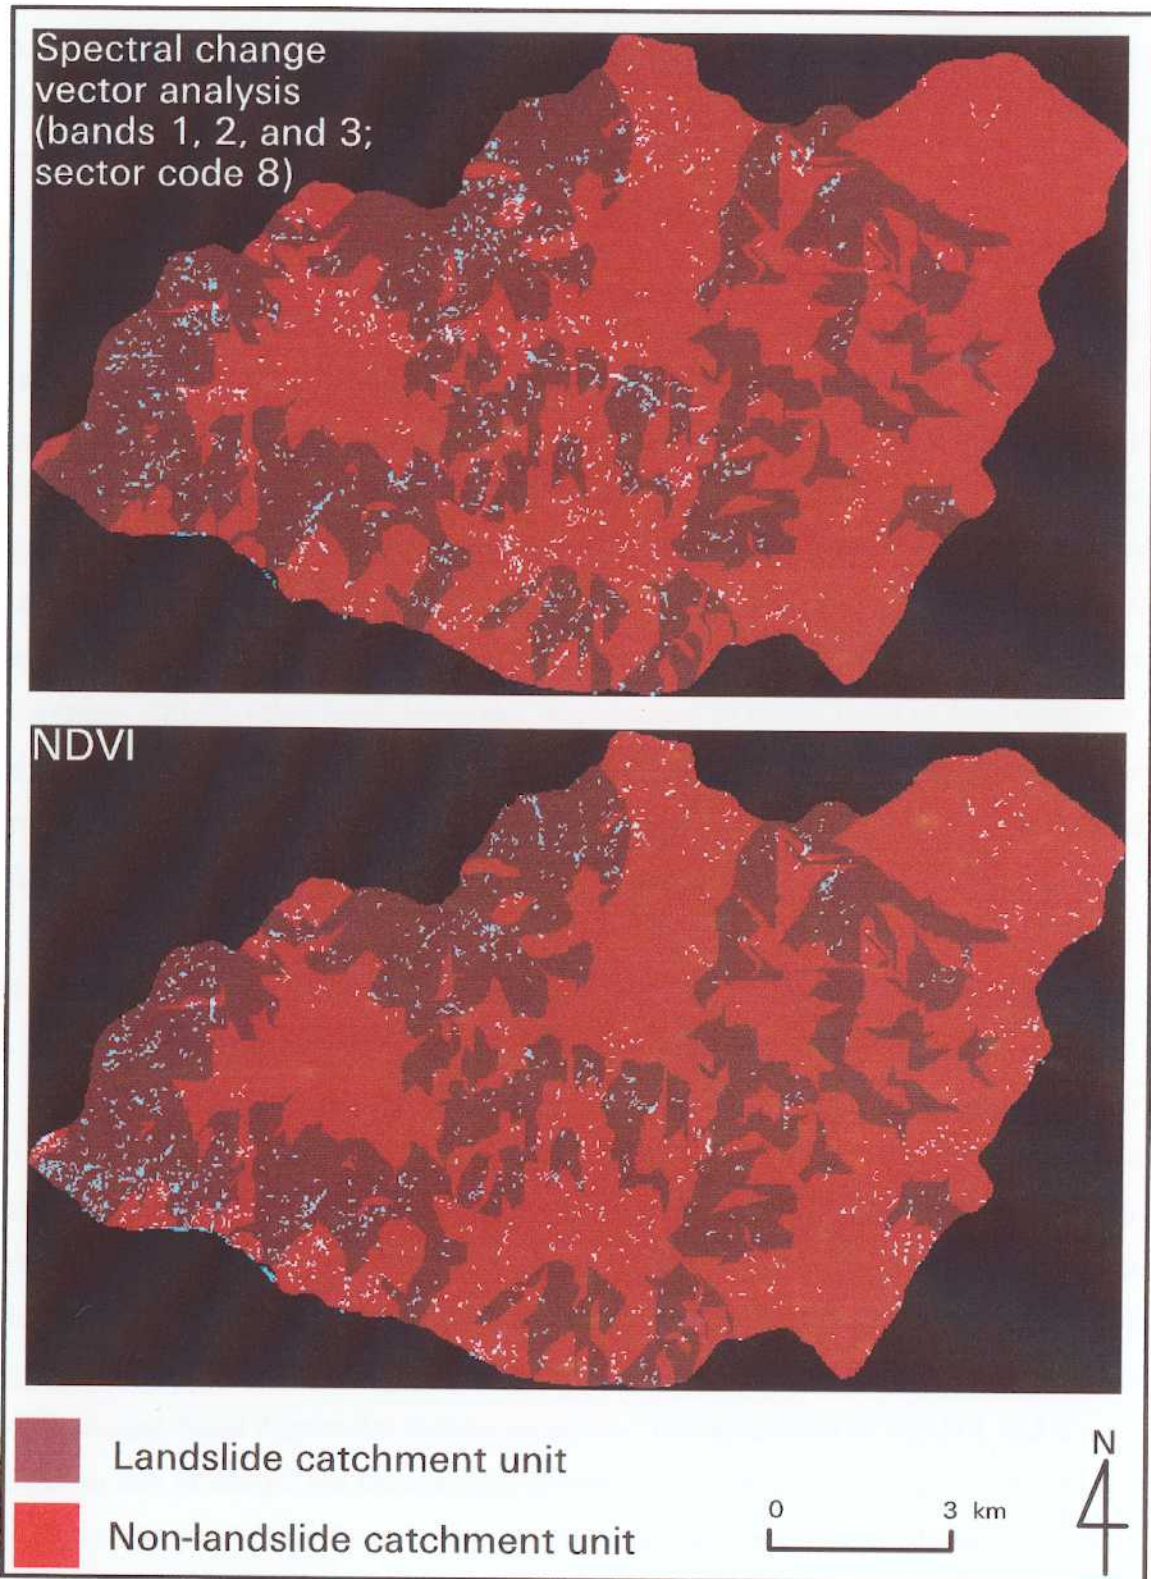 Spectral change
vector analysis
(bands 1, 2, and 3;
sector code 8)
NDVI
Landslide catchment unit
Non-landslide catchment unit
0 3 km
N